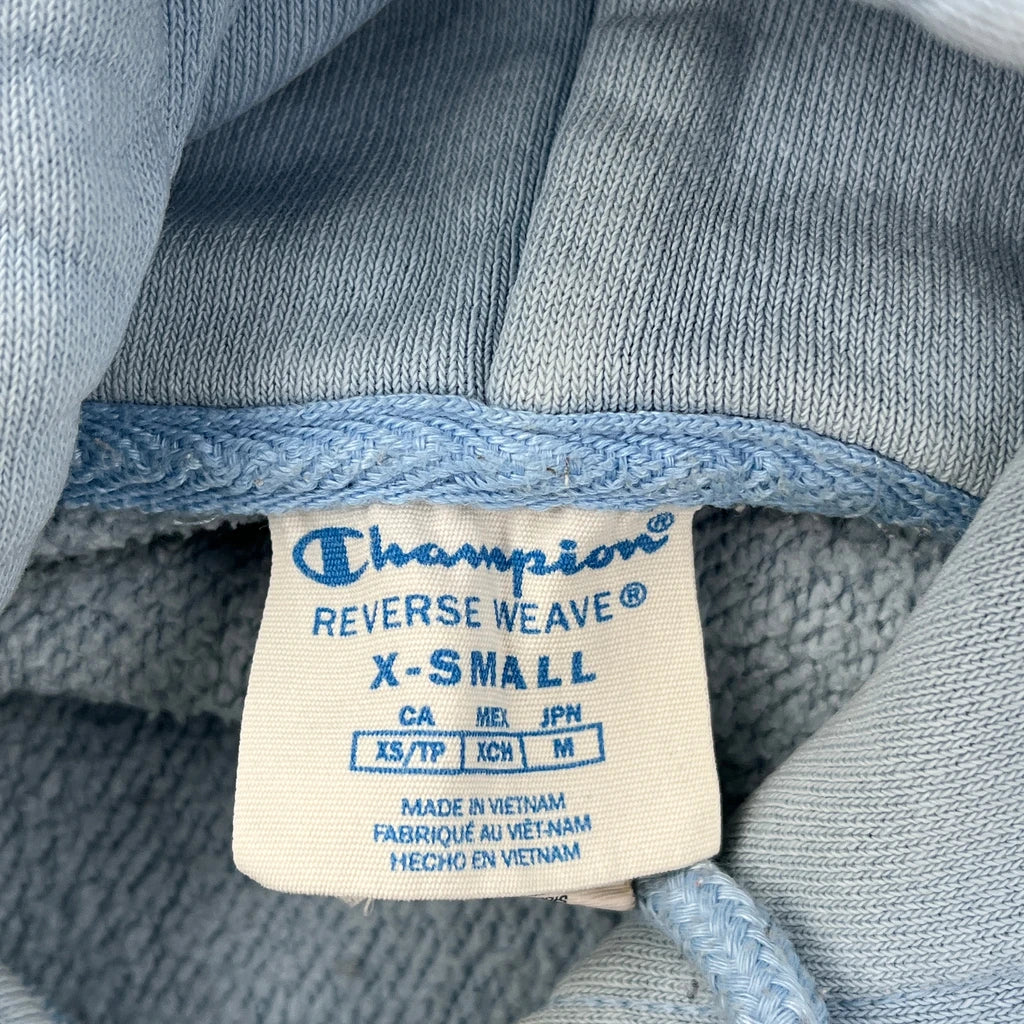 Champion®
REVERSE WEAVE®
X-SMALL
CA MEX JPN
XS/TP XCH M
MADE IN VIETNAM
FABRIQUÉ AU VIÊT-NAM
HECHO EN VIETNAM